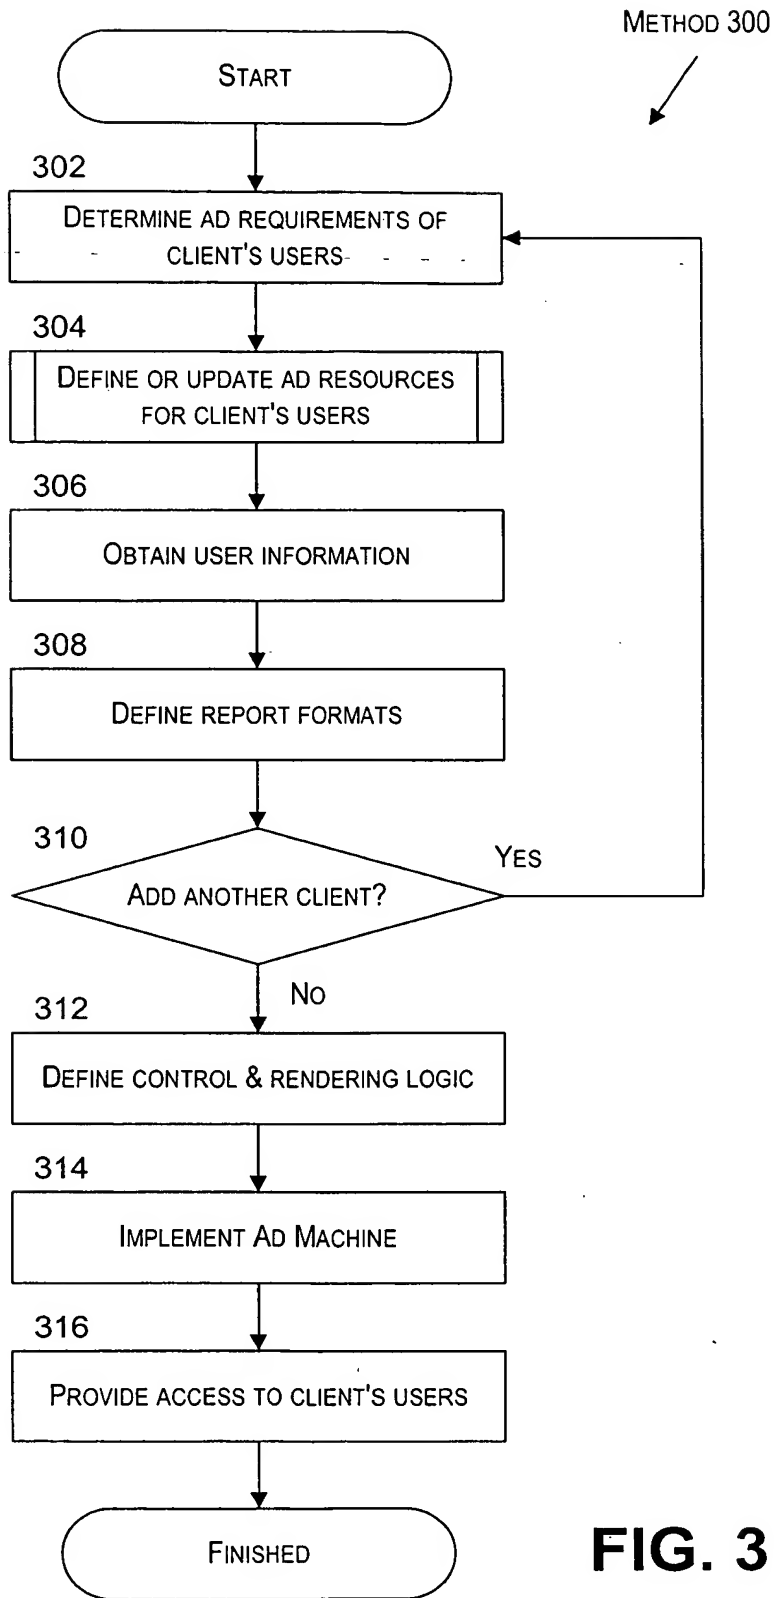 METHOD 300
START
302
DETERMINE AD REQUIREMENTS OF
CLIENT'S USERS
304
DEFINE OR UPDATE AD RESOURCES
FOR CLIENT'S USERS
306
OBTAIN USER INFORMATION
308
DEFINE REPORT FORMATS
310
ADD ANOTHER CLIENT?
YES
NO
312
DEFINE CONTROL & RENDERING LOGIC
314
IMPLEMENT AD MACHINE
316
PROVIDE ACCESS TO CLIENT'S USERS
FINISHED
FIG. 3